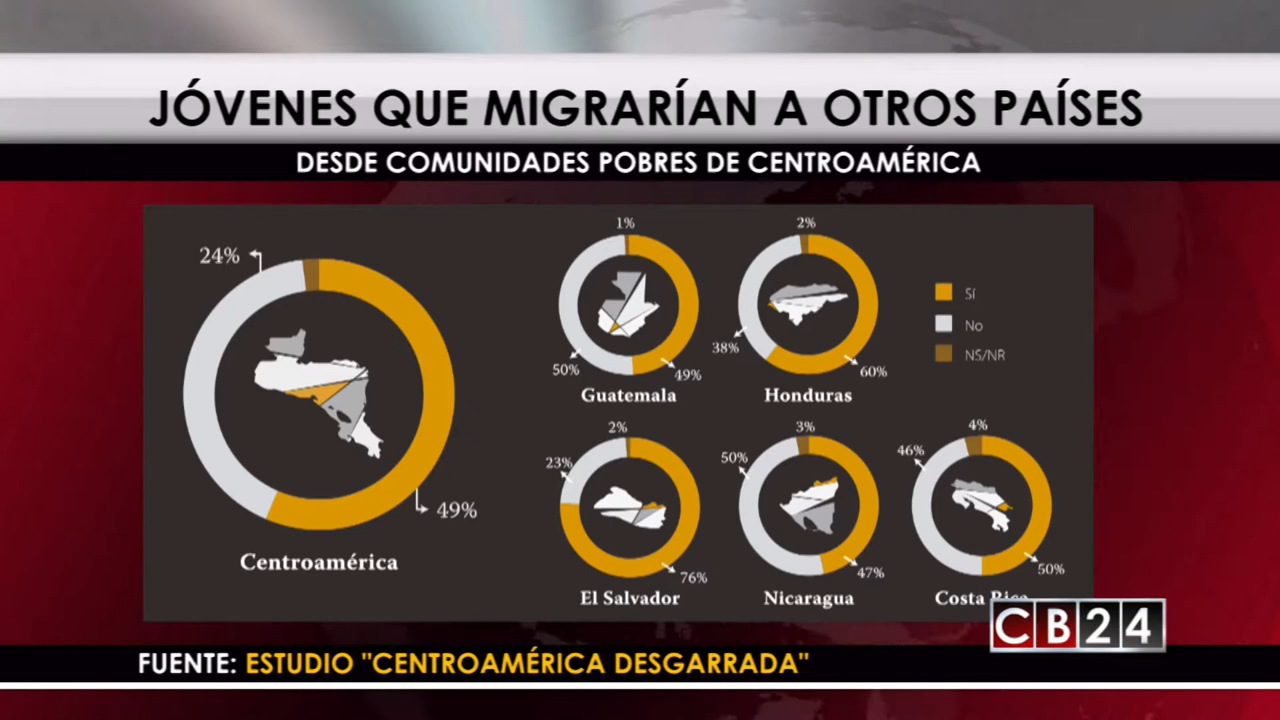 JÓVENES QUE MIGRARÍAN A OTROS PAÍSES
DESDE COMUNIDADES POBRES DE CENTROAMÉRICA
24%
49%
Centroamérica
1%
50%
49%
Guatemala
2%
38%
60%
Honduras
Sí
No
NS/NR
2%
23%
76%
El Salvador
3%
50%
47%
Nicaragua
4%
46%
50%
Costa Rica
CB24
FUENTE: ESTUDIO "CENTROAMÉRICA DESGARRADA"